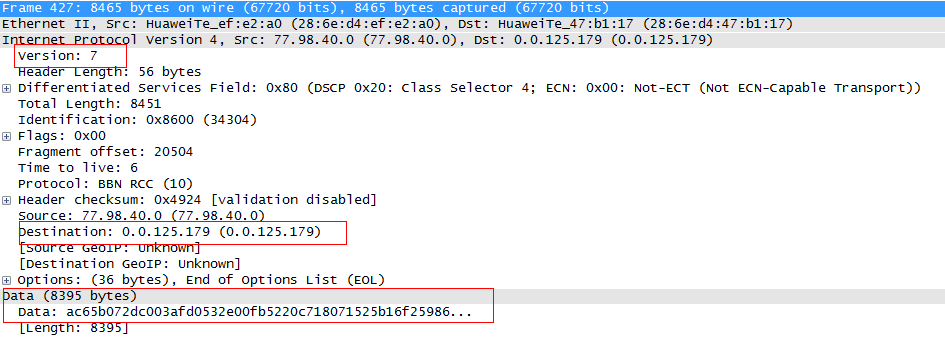 Frame 427: 8465 bytes on wire (67720 bits), 8465 bytes captured (67720 bits)
Ethernet II, Src: HuaweiTe_ef:e2:a0 (28:6e:d4:ef:e2:a0), Dst: HuaweiTe_47:b1:17 (28:6e:d4:47:b1:17)
Internet Protocol Version 4, Src: 77.98.40.0 (77.98.40.0), Dst: 0.0.125.179 (0.0.125.179)
Version: 7
Header Length: 56 bytes
Differentiated Services Field: 0x80 (DSCP 0x20: Class Selector 4; ECN: 0x00: Not-ECT (Not ECN-Capable Transport))
Total Length: 8451
Identification: 0x8600 (34304)
Flags: 0x00
Fragment offset: 20504
Time to live: 6
Protocol: BBN RCC (10)
Header checksum: 0x4924 [validation disabled]
Source: 77.98.40.0 (77.98.40.0)
Destination: 0.0.125.179 (0.0.125.179)
[Source GeoIP: Unknown]
[Destination GeoIP: Unknown]
Options: (36 bytes), End of Options List (EOL)
Data (8395 bytes)
Data: ac65b072dc003afd0532e00fb5220c718071525b16f25986...
[Length: 8395]